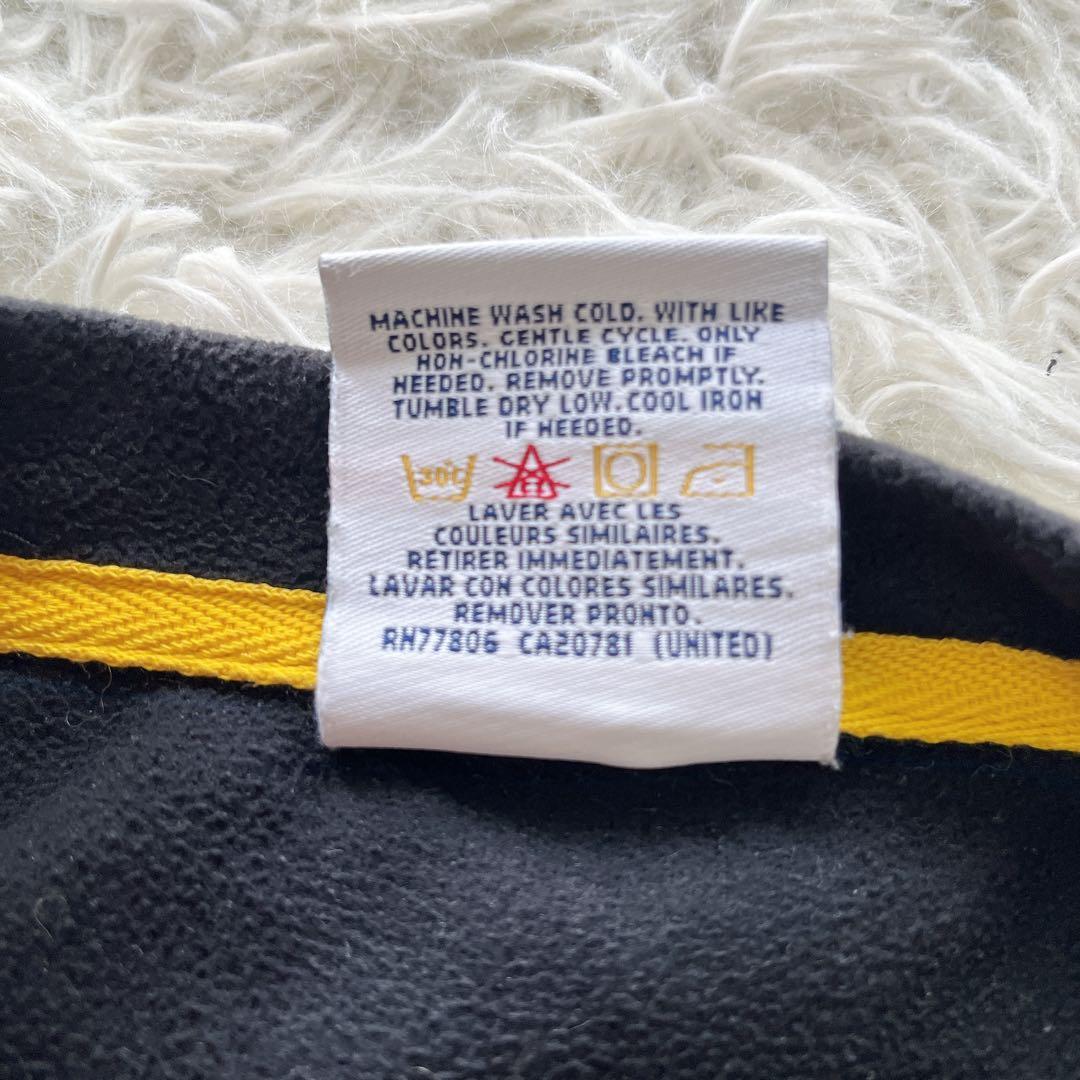 MACHINE WASH COLD. WITH LIKE
COLORS. GENTLE CYCLE. ONLY
NON-CHLORINE BLEACH IF
NEEDED. REMOVE PROMPTLY.
TUMBLE DRY LOW. COOL IRON
IF NEEDED.
30°C CL
LAVER AVEC LES
COULEURS SIMILAIRES.
RETIRER IMMEDIATEMENT.
LAVAR CON COLORES SIMILARES.
REMOVER PRONTO.
RN77806 CA20781 (UNITED)